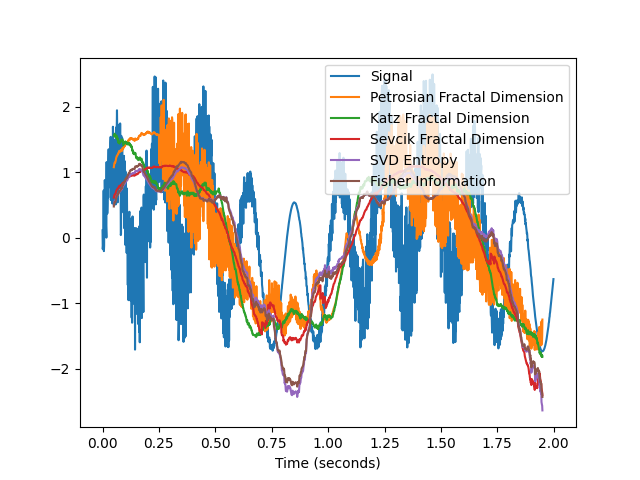 Signal
Petrosian Fractal Dimension
Katz Fractal Dimension
Sevcik Fractal Dimension
SVD Entropy
Fisher Information
2
1
0
−1
−2
0.00 0.25 0.50 0.75 1.00 1.25 1.50 1.75 2.00
Time (seconds)